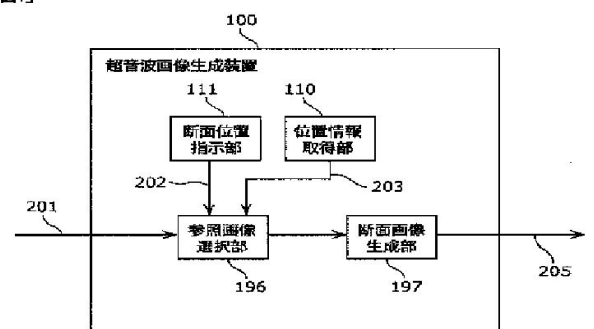 100
超音波画像生成装置
111
110
断面位置
指示部
位置情報
取得部
202
203
201
参照画像
選択部
断面画像
生成部
196
197
205